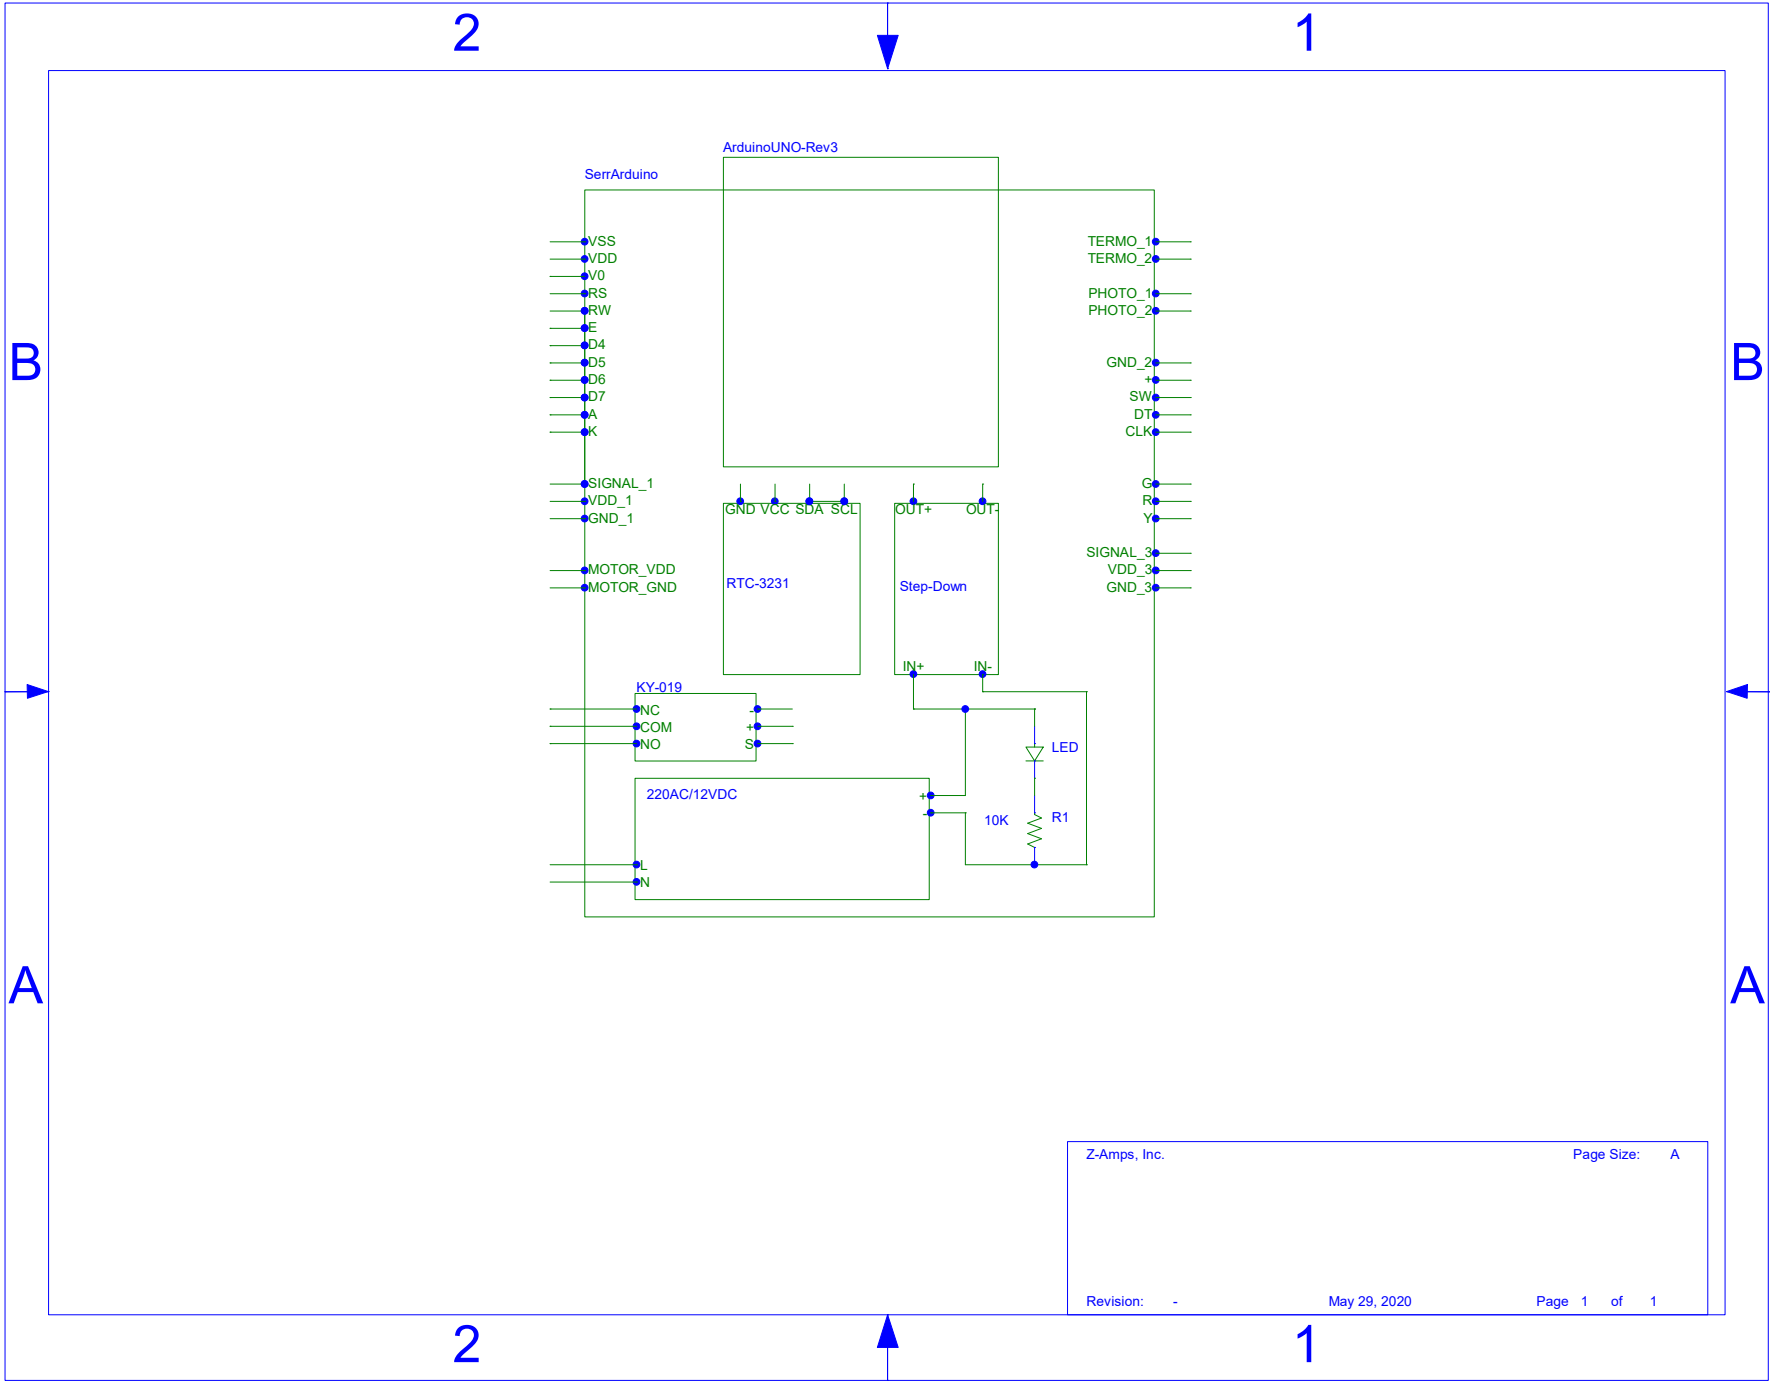 2 1
ArduinoUNO-Rev3
SerrArduino
VSS TERMO_1
VDD TERMO_2
V0
RS PHOTO_1
RW PHOTO_2
E
D4
B B
D5 GND_2
D6 +
D7 SW
A DT
K CLK
SIGNAL_1 G
VDD_1 R
GND_1 Y
GND VCC SDA SCL OUT+ OUT-
SIGNAL_3
MOTOR_VDD VDD_3
MOTOR_GND GND_3
RTC-3231 Step-Down
IN+ IN-
KY-019
NC -
COM +
NO S
LED
220AC/12VDC +
-
10K R1
L
N
A A
Z-Amps, Inc. Page Size: A
Revision: - May 29, 2020 Page 1 of 1
2 1